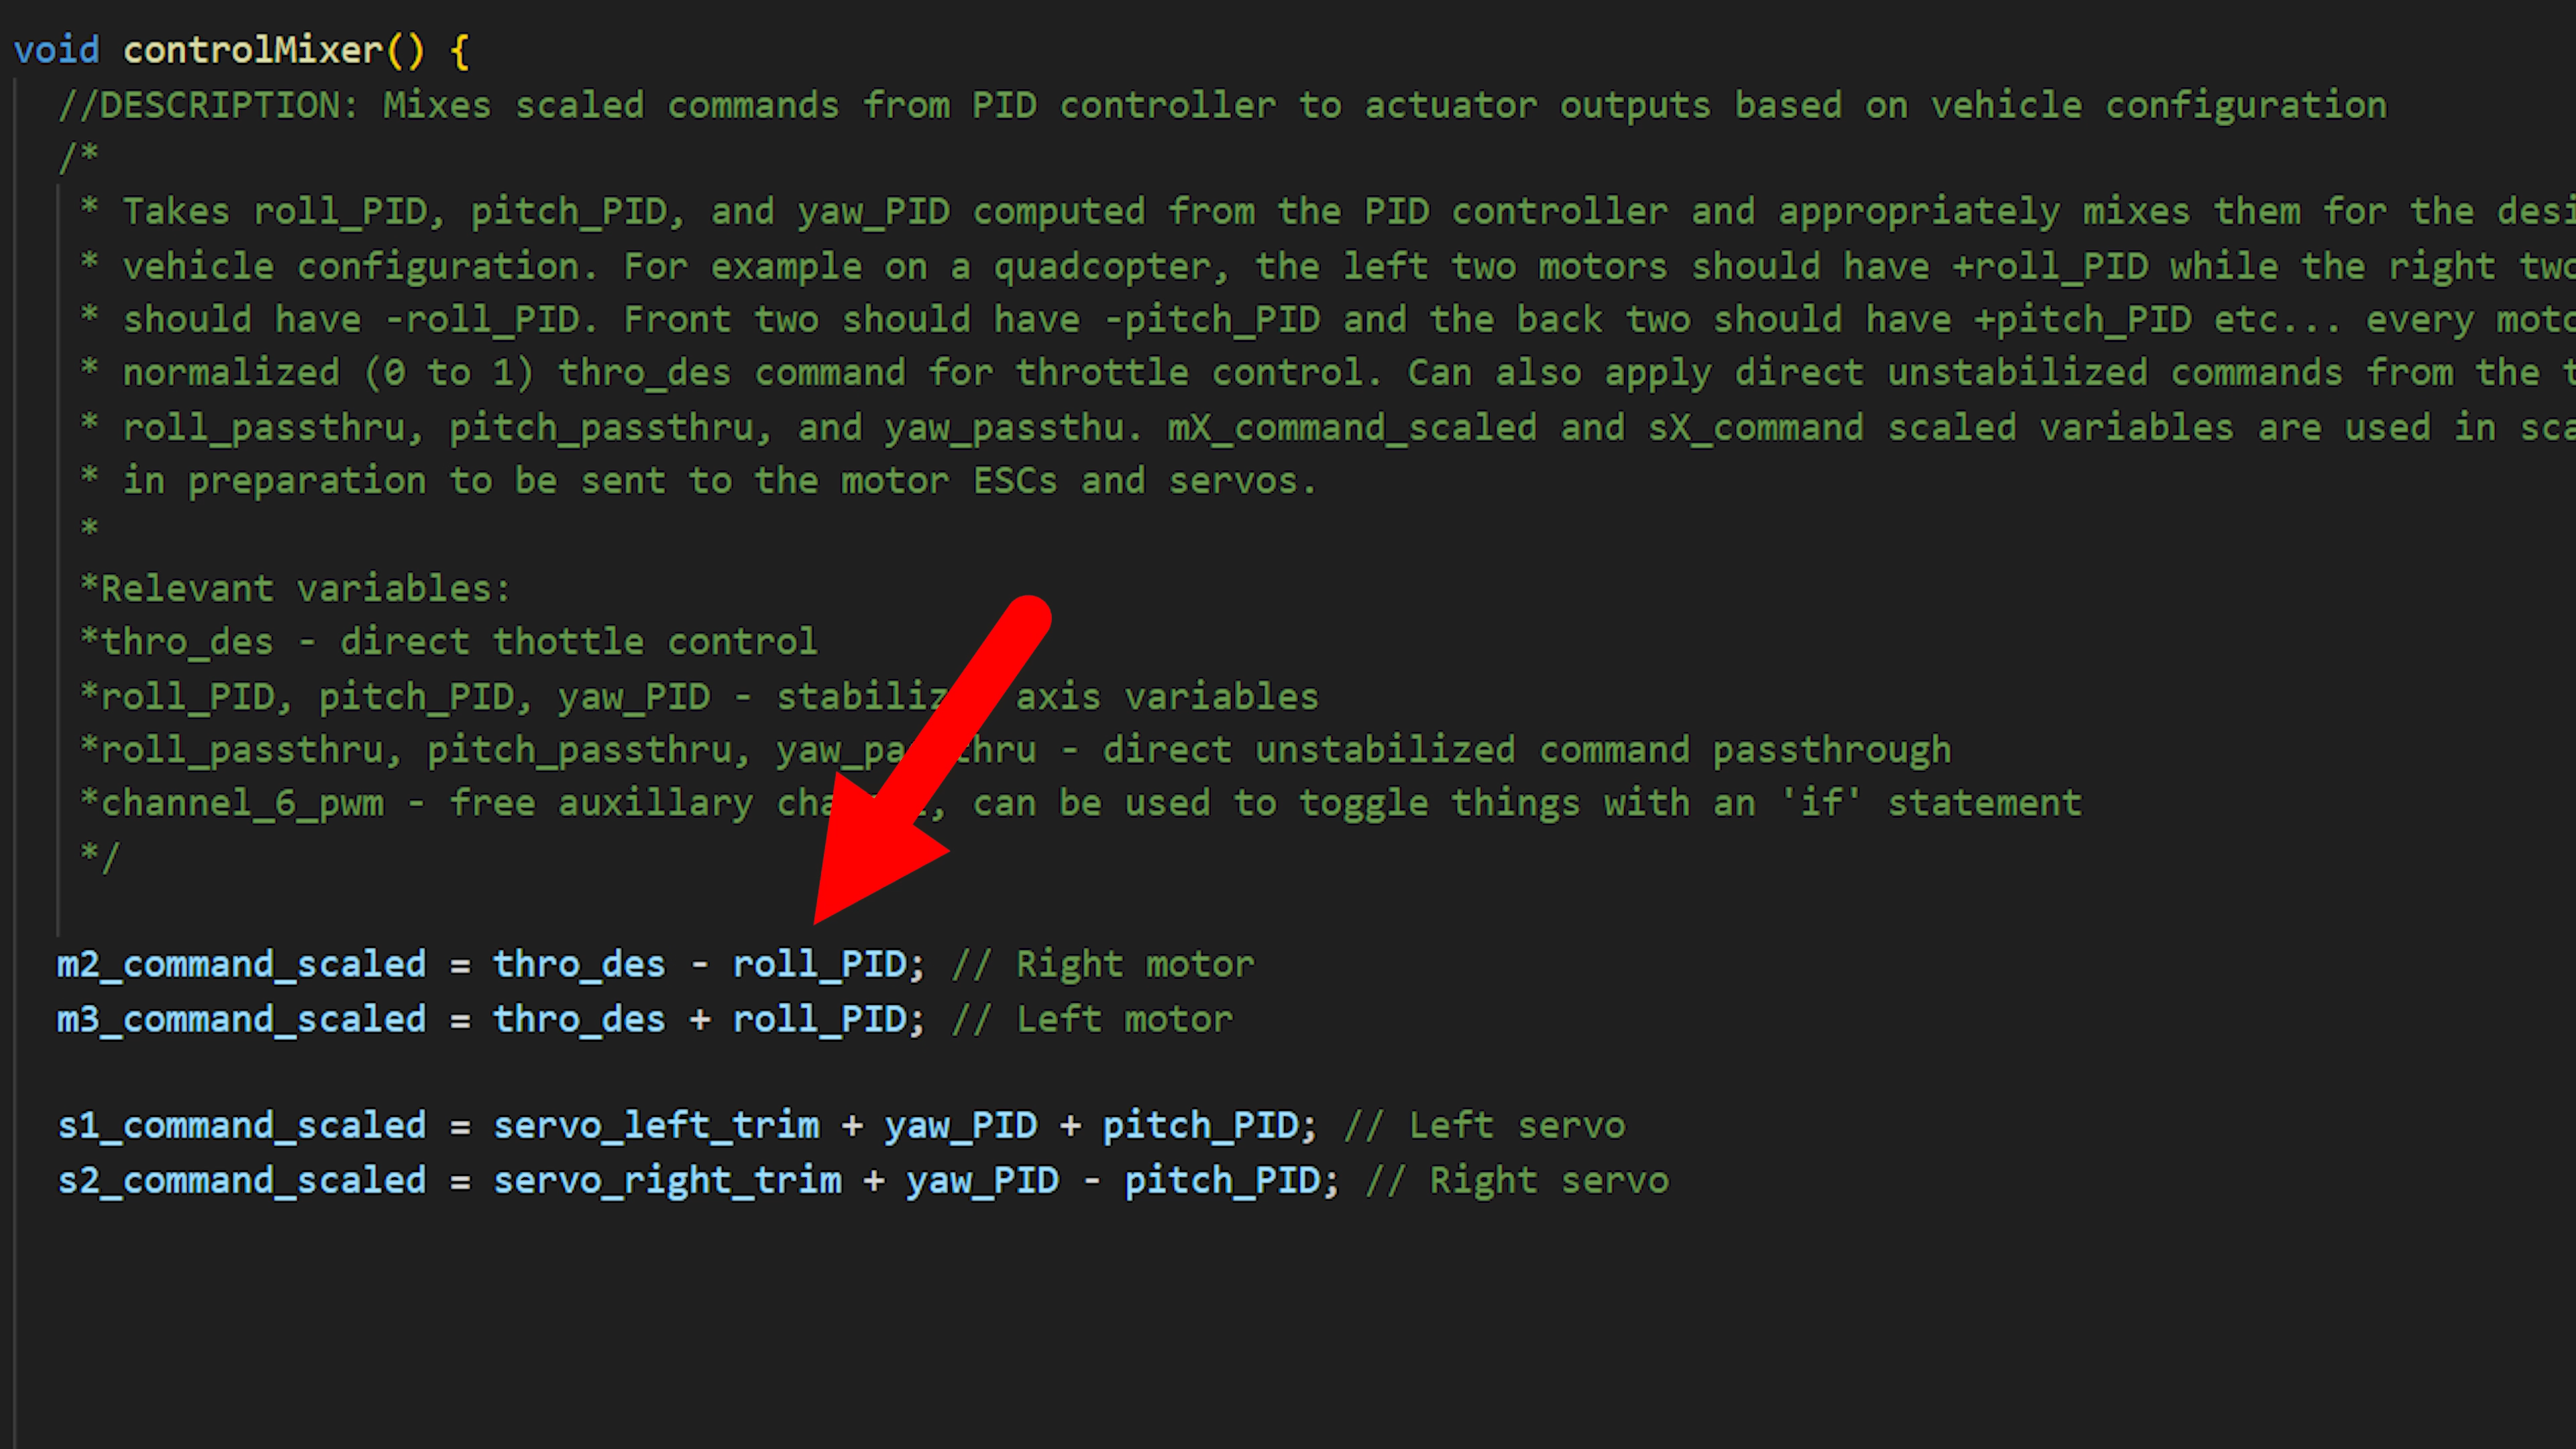 void controlMixer() {
//DESCRIPTION: Mixes scaled commands from PID controller to actuator outputs based on vehicle configuration
/*
* Takes roll_PID, pitch_PID, and yaw_PID computed from the PID controller and appropriately mixes them for the
* vehicle configuration. For example on a quadcopter, the left two motors should have +roll_PID while the right two
* should have -roll_PID. Front two should have -pitch_PID and the back two should have +pitch_PID etc... every
* normalized (0 to 1) thro_des command for throttle control. Can also apply direct unstabilized commands from the
* roll_passthru, pitch_passthru, and yaw_passthu. mX_command_scaled and sX_command scaled variables are used in
* in preparation to be sent to the motor ESCs and servos.
*
*Relevant variables:
*thro_des - direct thottle control
*roll_PID, pitch_PID, yaw_PID - axis variables
*roll_passthru, pitch_passthru, - direct unstabilized command passthrough
*channel_6_pwm - free auxillary can be used to toggle things with an 'if' statement
*/
m2_command_scaled = thro_des - roll_PID; // Right motor
m3_command_scaled = thro_des + roll_PID; // Left motor
s1_command_scaled = servo_left_trim + yaw_PID + pitch_PID; // Left servo
s2_command_scaled = servo_right_trim + yaw_PID - pitch_PID; // Right servo